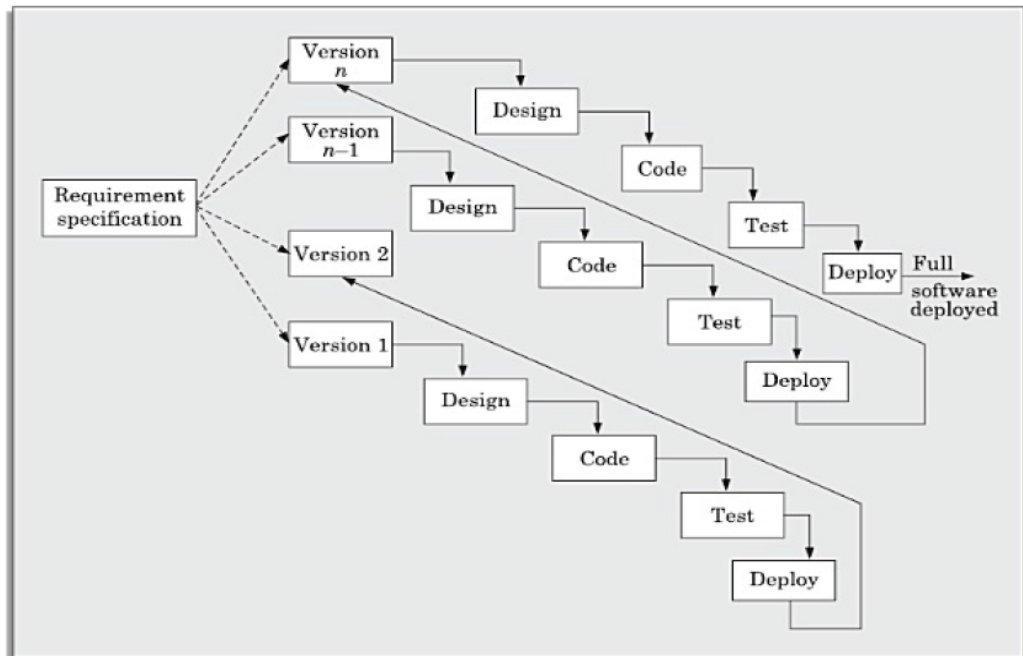 Version
n
Design
Code
Test
Deploy
Full
software
deployed
Version
n–1
Design
Code
Test
Deploy
Requirement
specification
Version 2
Version 1
Design
Code
Test
Deploy